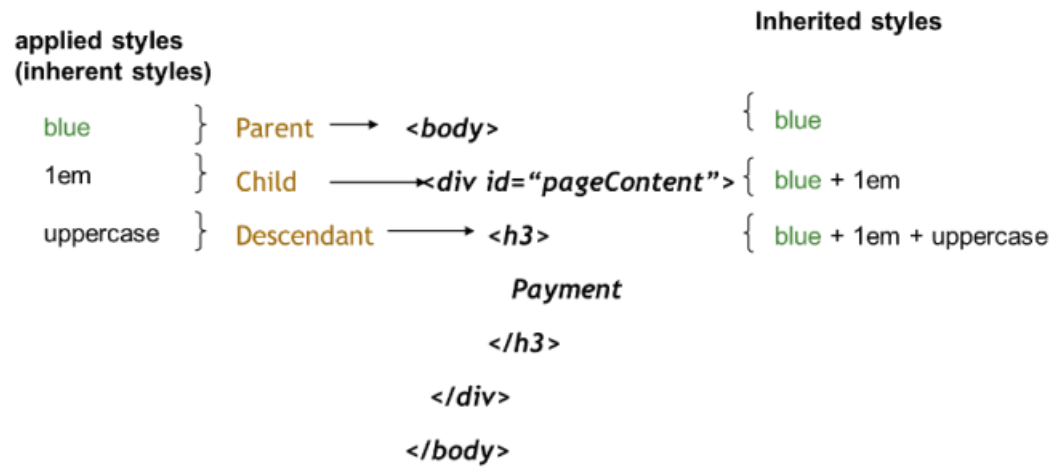 Inherited styles
applied styles
(inherent styles)
blue } Parent <body> { blue
1em } Child <div id=“pageContent”> { blue + 1em
uppercase } Descendant <h3> { blue + 1em + uppercase
Payment
</h3>
</div>
</body>